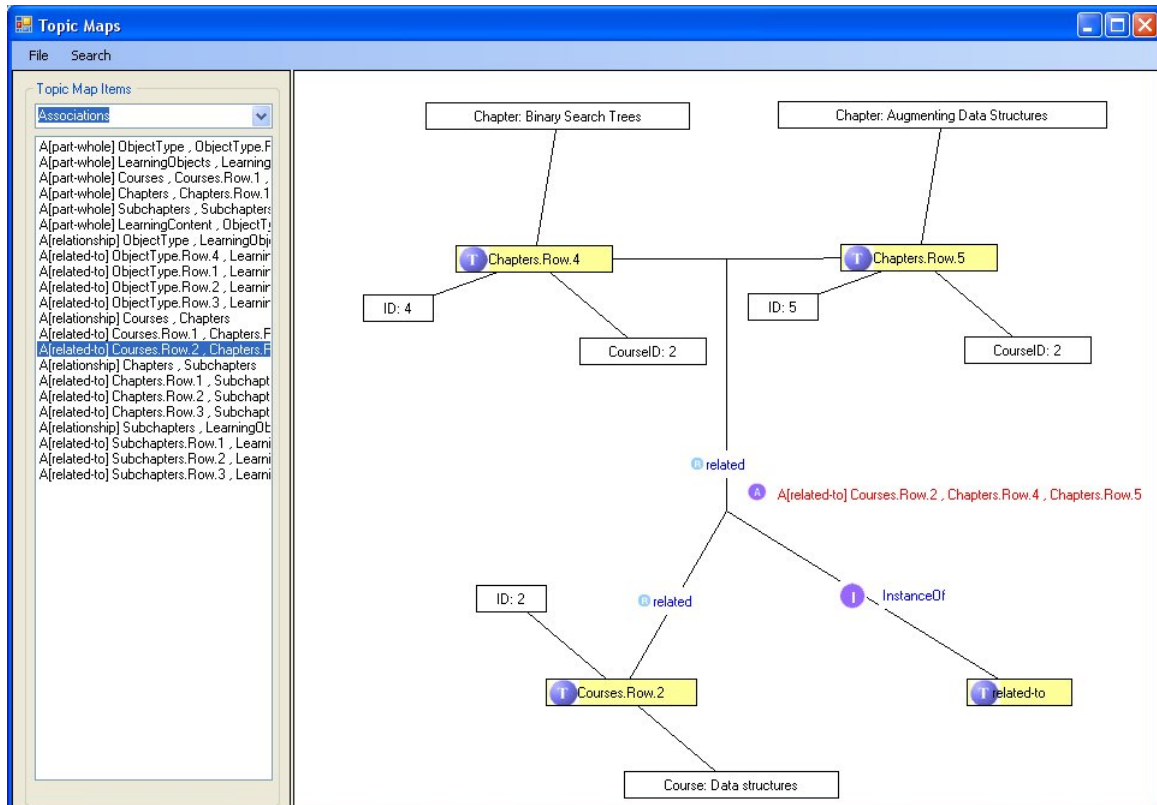 Topic Maps
File Search
Topic Map Items
Associations
A[part-whole] ObjectType , ObjectType.
A[part-whole] LearningObjects , Learning
A[part-whole] Courses , Courses.Row.1 ,
A[part-whole] Chapters , Chapters.Row.1
A[part-whole] Subchapters , Subchapters
A[part-whole] LearningContent , ObjectT
A[relationship] ObjectType , LearningObj
A[related-to] ObjectType.Row.4 , Learnin
A[related-to] ObjectType.Row.1 , Learnin
A[related-to] ObjectType.Row.2 , Learnin
A[related-to] ObjectType.Row.3 , Learnin
A[relationship] Courses , Chapters
A[related-to] Courses.Row.1 , Chapters.
A[related-to] Courses.Row.2 , Chapters.
A[relationship] Chapters , Subchapters
A[related-to] Chapters.Row.1 , Subchapt
A[related-to] Chapters.Row.2 , Subchapt
A[related-to] Chapters.Row.3 , Subchapt
A[relationship] Subchapters , LearningOb
A[related-to] Subchapters.Row.1 , Learni
A[related-to] Subchapters.Row.2 , Learni
A[related-to] Subchapters.Row.3 , Learni
Chapter: Binary Search Trees
Chapter: Augmenting Data Structures
T Chapters.Row.4
T Chapters.Row.5
ID: 4
ID: 5
CourseID: 2
CourseID: 2
R related
A A[related-to] Courses.Row.2 , Chapters.Row.4 , Chapters.Row.5
ID: 2
R related
I InstanceOf
T Courses.Row.2
T related-to
Course: Data structures